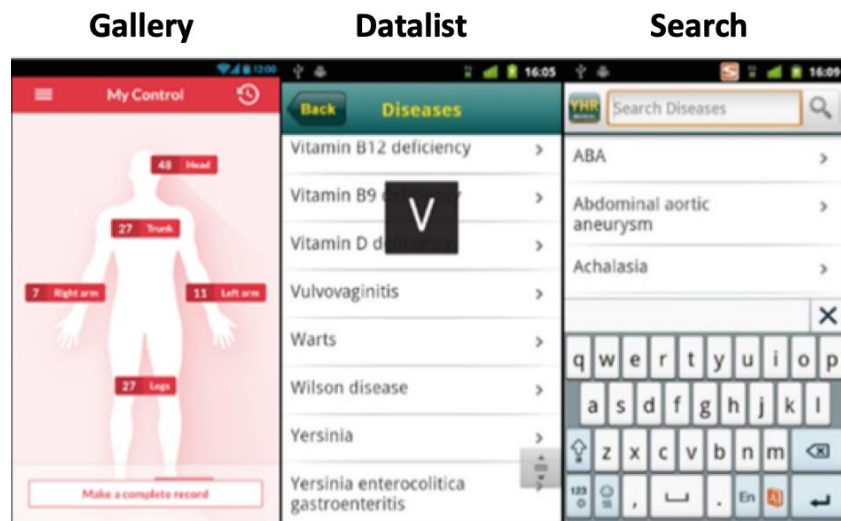 Gallery
Datalist
Search
12:00
My Control
48 Head
27 Trunk
7 Right arm
11 Left arm
27 Legs
Make a complete record
16:05
Back
Diseases
Vitamin B12 deficiency
Vitamin B9
Vitamin D
V
Vulvovaginitis
Warts
Wilson disease
Yersinia
Yersinia enterocolitica
gastroenteritis
16:09
YHR
Search Diseases
ABA
Abdominal aortic
aneurysm
Achalasia
q w e r t y u i o p
a s d f g h j k l
z x c v b n m
123 , . En